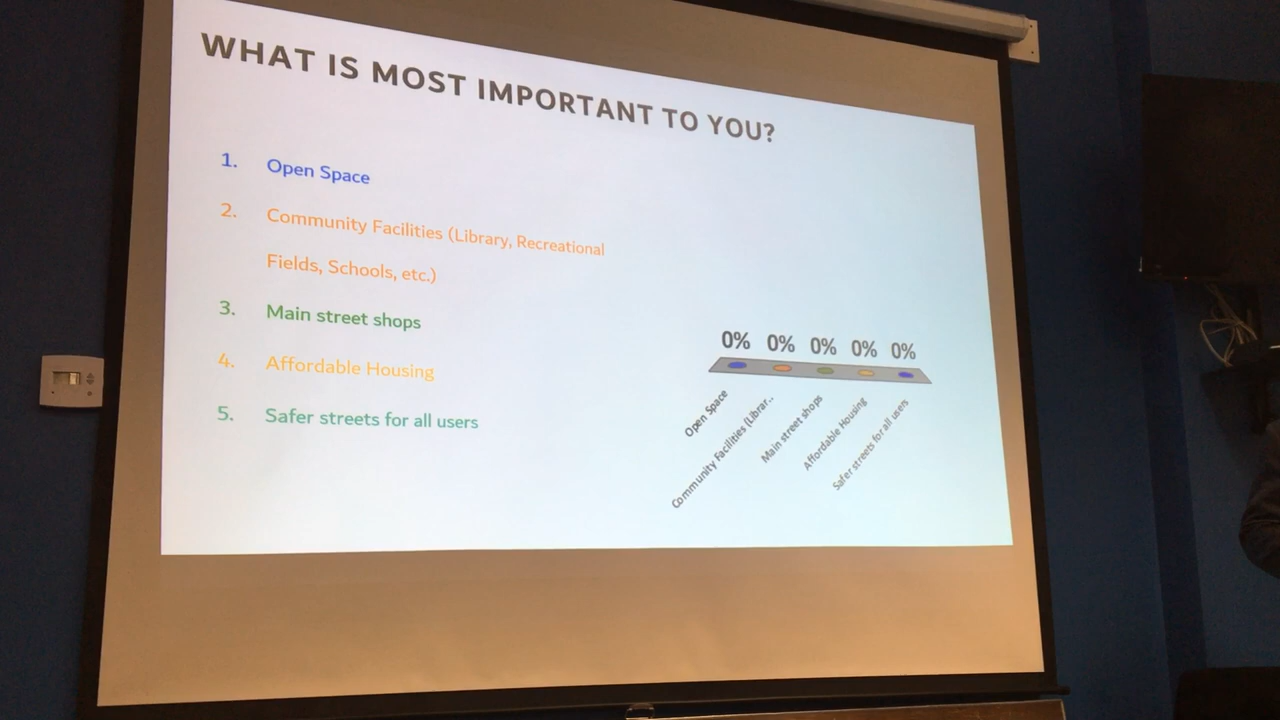 WHAT IS MOST IMPORTANT TO YOU?
1. Open Space
2. Community Facilities (Library, Recreational
Fields, Schools, etc.)
3. Main street shops
4. Affordable Housing
5. Safer streets for all users
0% 0% 0% 0% 0%
Open Space
Community Facilities (Librar..
Main street shops
Affordable Housing
Safer streets for all users